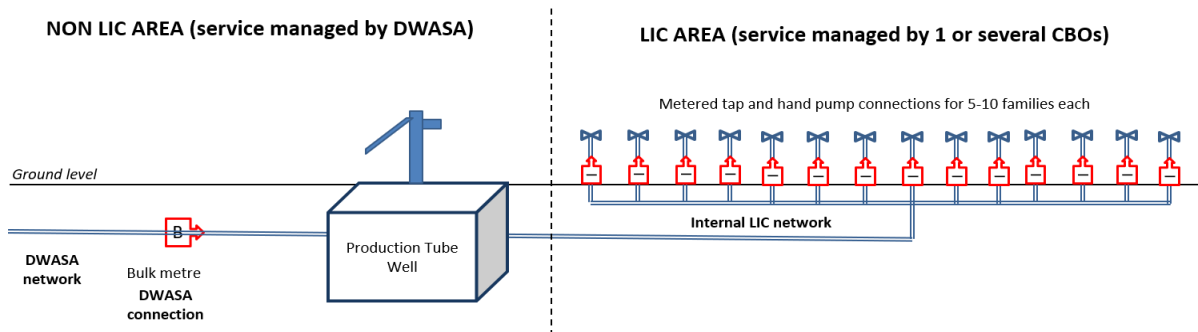 NON LIC AREA (service managed by DWASA)
LIC AREA (service managed by 1 or several CBOs)
Metered tap and hand pump connections for 5-10 families each
Ground level
B
Production Tube
Well
Internal LIC network
DWASA
network
Bulk metre
DWASA
connection